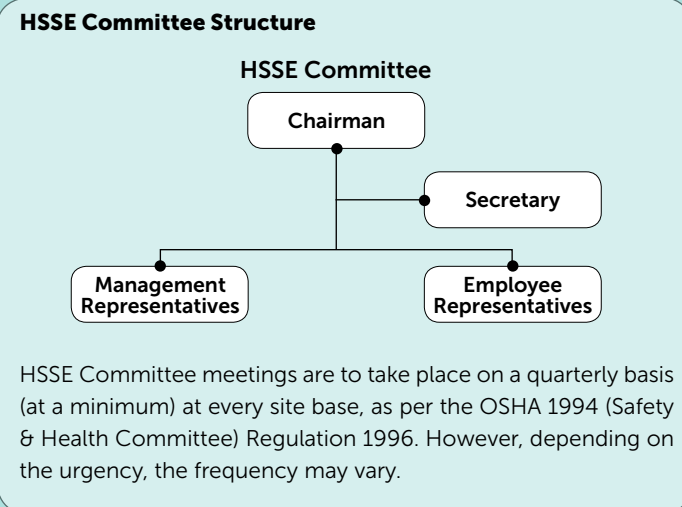 HSSE Committee Structure
HSSE Committee
Chairman
Secretary
Management
Representatives
Employee
Representatives
HSSE Committee meetings are to take place on a quarterly basis
(at a minimum) at every site base, as per the OSHA 1994 (Safety
& Health Committee) Regulation 1996. However, depending on
the urgency, the frequency may vary.